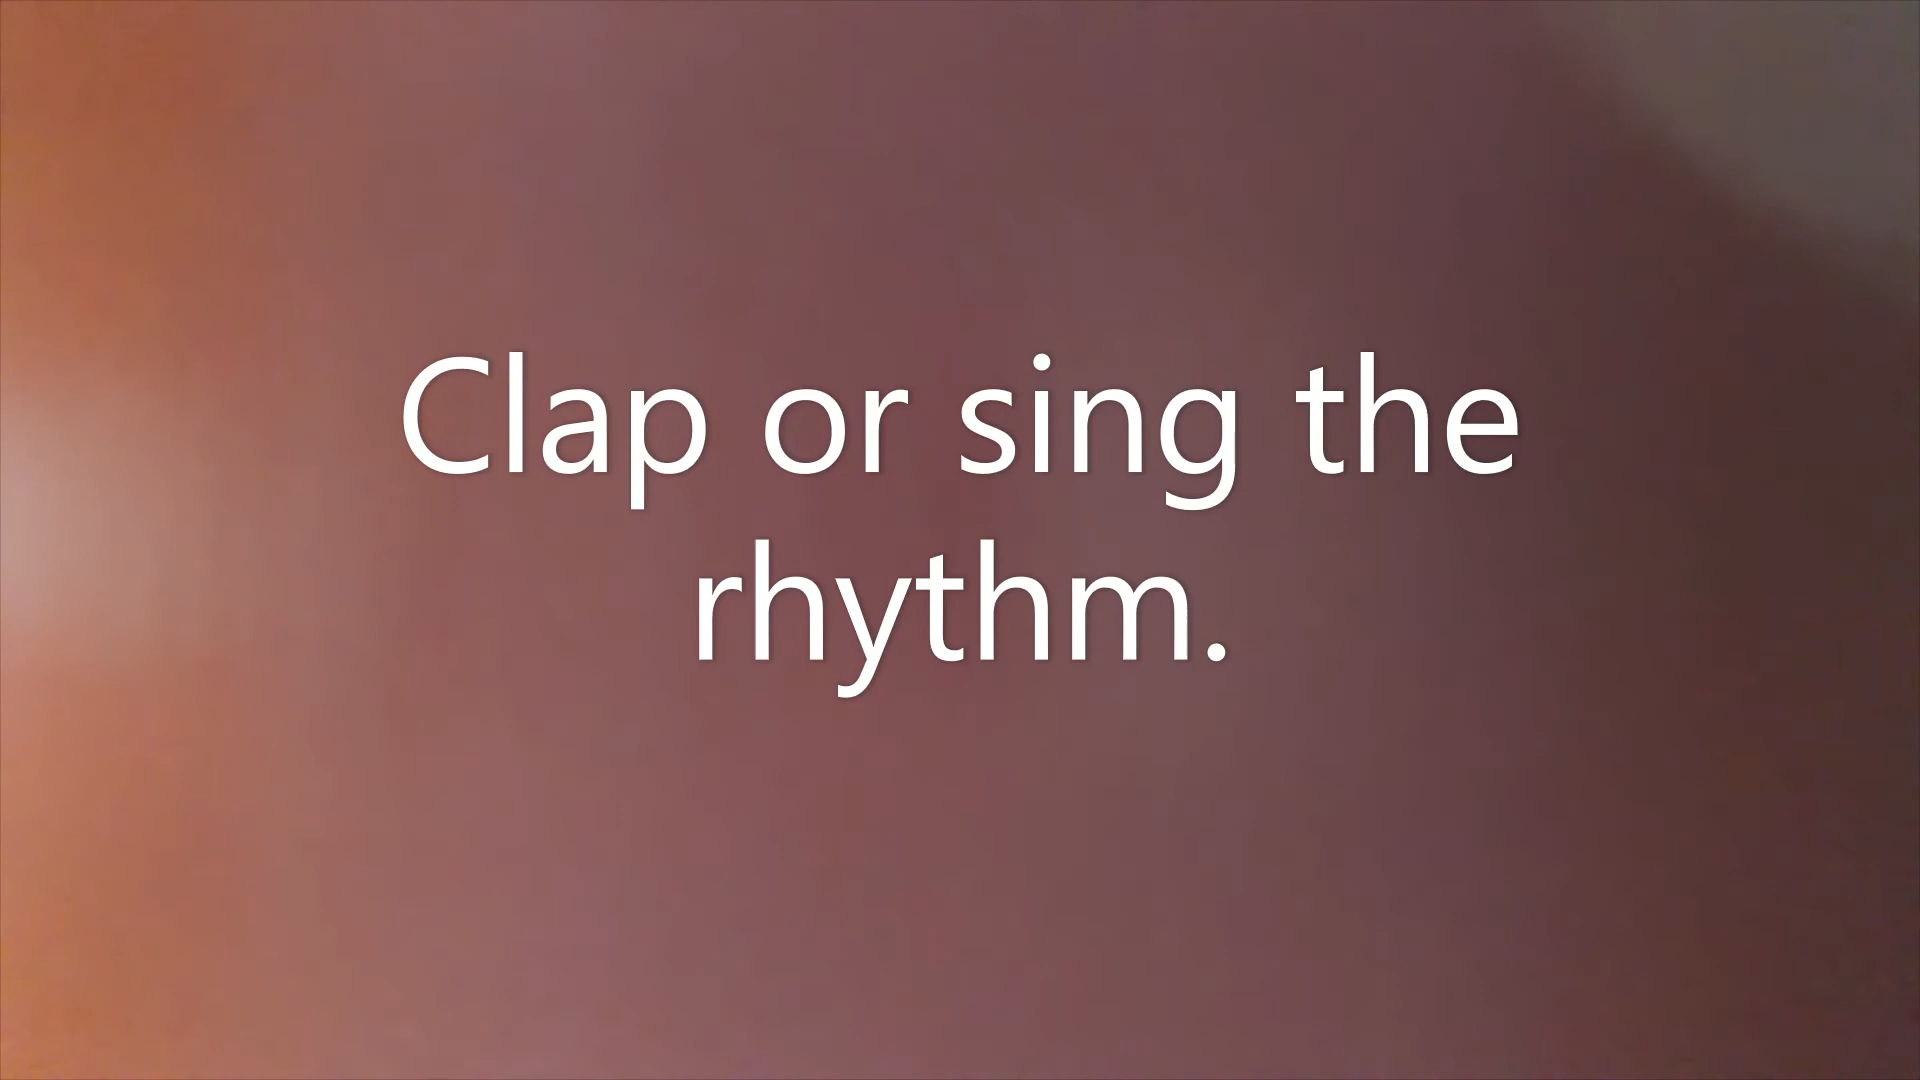 Clap or sing the
rhythm.